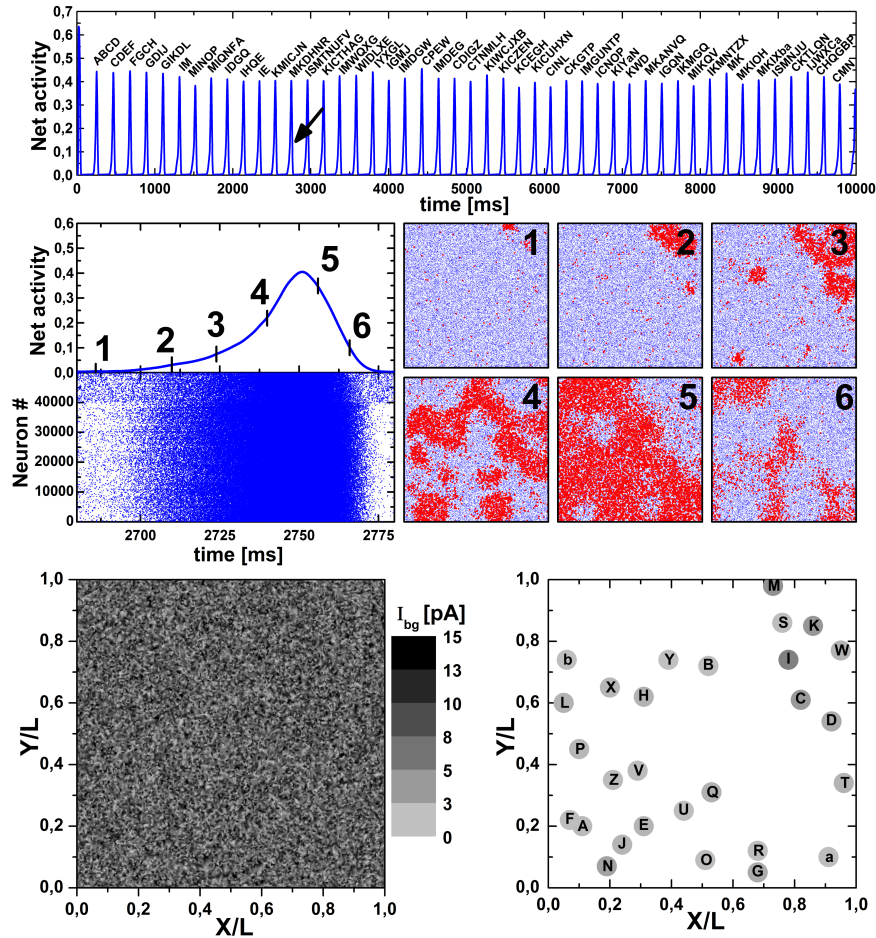 0,7
0,6
0,5
0,4
0,3
0,2
0,1
0,0
Net activity
ABCD
CDEF
FGCH
GDIJ
GIKDL
IM
MINOP
MIQNFA
IDGQ
IHQE
IE
KMICJN
MKDHNR
ISMTNUFV
KICTHAG
IMWQXG
WIDLXE
IYAGL
IGMJ
IMDGW
CPEW
IMDEG
CDIGZ
CTNMLH
KIWCJXB
KICZEN
KCEGH
KICUHXN
CINL
CKGTP
IMGUNTP
ICNOP
KIYaN
KWD
MKANVQ
IGQN
IKMGQ
MIKQV
IKMNTZX
MK
MKIOH
MKIXba
ISMNJU
CKTLQN
CHQGBP
CMN
0 1000 2000 3000 4000 5000 6000 7000 8000 9000 10000
time [ms]
0,6
0,5
0,4
0,3
0,2
0,1
0,0
Net activity
1 2 3 4 5 6
40000
30000
20000
10000
0
Neuron #
2700 2725 2750 2775
time [ms]
1 2 3
4 5 6
1,0
0,8
0,6
0,4
0,2
0,0
Y/L
0,0 0,2 0,4 0,6 0,8 1,0
X/L
I_bg [pA]
15
13
10
8
5
3
0
1,0
0,8
0,6
0,4
0,2
0,0
Y/L
M
S K
W
b Y B I
X H C
L D
P
V
Z Q T
U
F A E
J R
N O G a
0,0 0,2 0,4 0,6 0,8 1,0
X/L